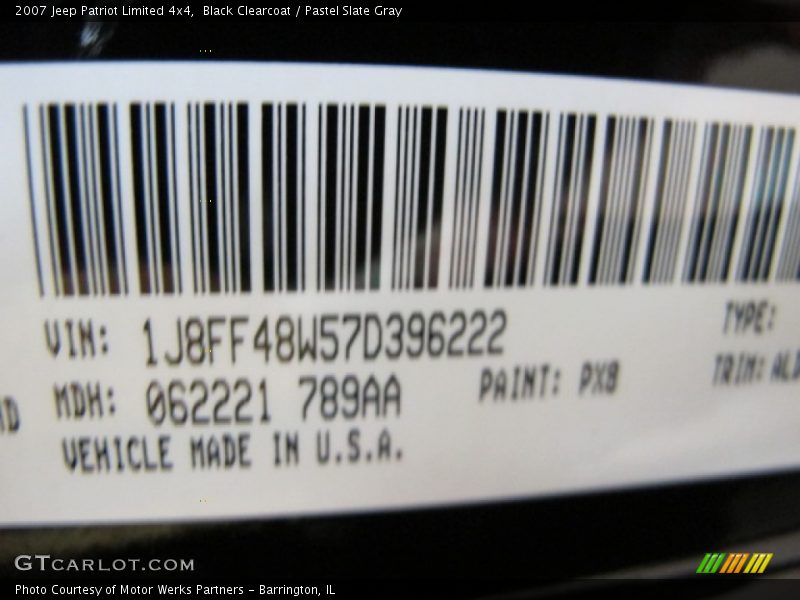 2007 Jeep Patriot Limited 4x4,  Black Clearcoat / Pastel Slate Gray
VIN: 1J8FF48W57D396222 TYPE:
MDH: 062221 789AA PAINT: PX8 TRIM:
VEHICLE MADE IN U.S.A.
GTCARLOT.COM
Photo Courtesy of Motor Werks Partners – Barrington, IL